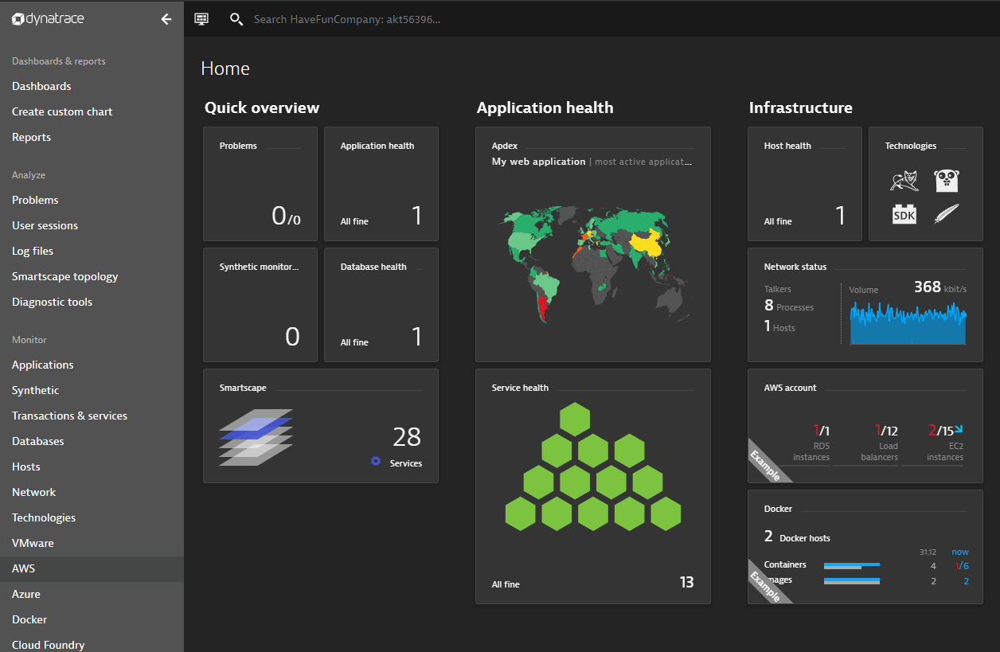 dynatrace
Search HaveFunCompany: akt56396...
Dashboards & reports
Dashboards
Create custom chart
Reports
Analyze
Problems
User sessions
Log files
Smartscape topology
Diagnostic tools
Monitor
Applications
Synthetic
Transactions & services
Databases
Hosts
Network
Technologies
VMware
AWS
Azure
Docker
Cloud Foundry
Home
Quick overview
Problems
0/0
Application health
All fine 1
Synthetic monitor...
0
Database health
All fine 1
Smartscape
28
Services
Application health
Apdex
My web application | most active applicat...
Service health
All fine 13
Infrastructure
Host health
All fine 1
Technologies
SDK
Network status
Talkers
8 Processes
1 Hosts
Volume 368 kbit/s
AWS account
1/1
RDS
instances
1/12
Load
balancers
2/15
EC2
instances
Example
Docker
2 Docker hosts
31.12 now
Containers 4 1/6
mages 2 2
Example